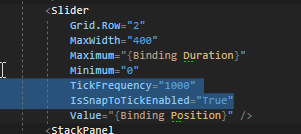 <Slider
Grid.Row="2"
MaxWidth="400"
Maximum="{Binding Duration}"
Minimum="0"
TickFrequency="1000"
IsSnapToTickEnabled="True"
Value="{Binding Position}" />
<StackPanel